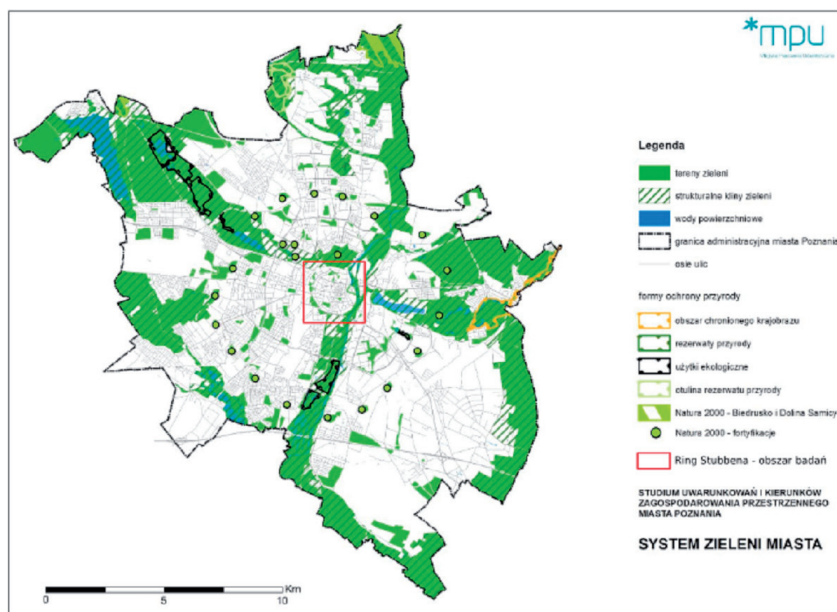 *mpu
Legenda
tereny zieleni
strukturalne kliny zieleni
wody powierzchniowe
granica administracyjna miasta Poznania
osie ulic
formy ochrony przyrody
obszar chronionego krajobrazu
rezerwaty przyrody
użytki ekologiczne
otulina rezerwatu przyrody
Natura 2000 - Biedrusko i Dolina Samicy
Natura 2000 - fortyfikacje
Ring Stubbena - obszar badań
STUDIUM UWARUNKOWAŃ I KIERUNKÓW
ZAGOSPODAROWANIA PRZESTRZENNEGO
MIASTA POZNANIA
SYSTEM ZIELENI MIASTA
Km
0 5 10